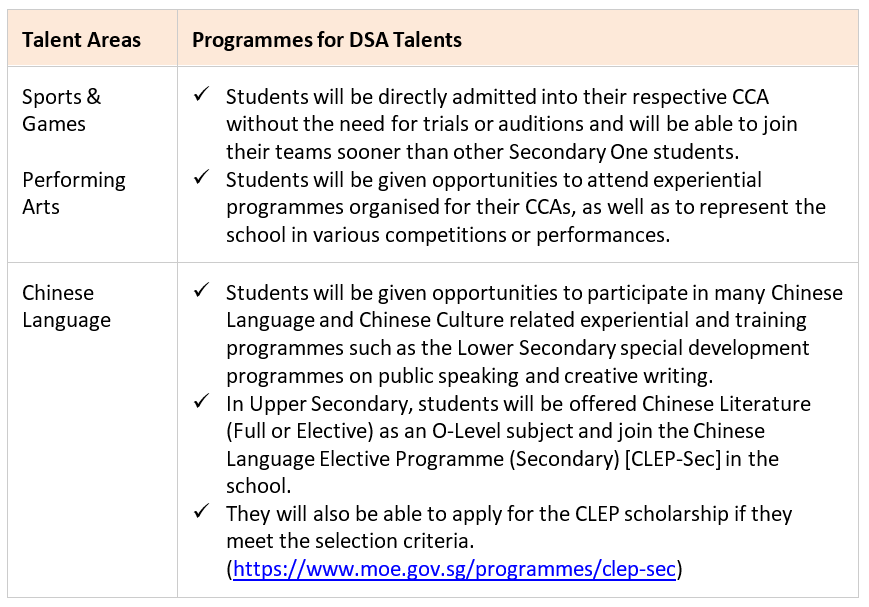 Talent Areas
Programmes for DSA Talents
Sports &
Games
Performing
Arts
✓ Students will be directly admitted into their respective CCA
without the need for trials or auditions and will be able to join
their teams sooner than other Secondary One students.
✓ Students will be given opportunities to attend experiential
programmes organised for their CCAs, as well as to represent the
school in various competitions or performances.
Chinese
Language
✓ Students will be given opportunities to participate in many Chinese
Language and Chinese Culture related experiential and training
programmes such as the Lower Secondary special development
programmes on public speaking and creative writing.
✓ In Upper Secondary, students will be offered Chinese Literature
(Full or Elective) as an O-Level subject and join the Chinese
Language Elective Programme (Secondary) [CLEP-Sec] in the
school.
✓ They will also be able to apply for the CLEP scholarship if they
meet the selection criteria.
(https://www.moe.gov.sg/programmes/clep-sec)